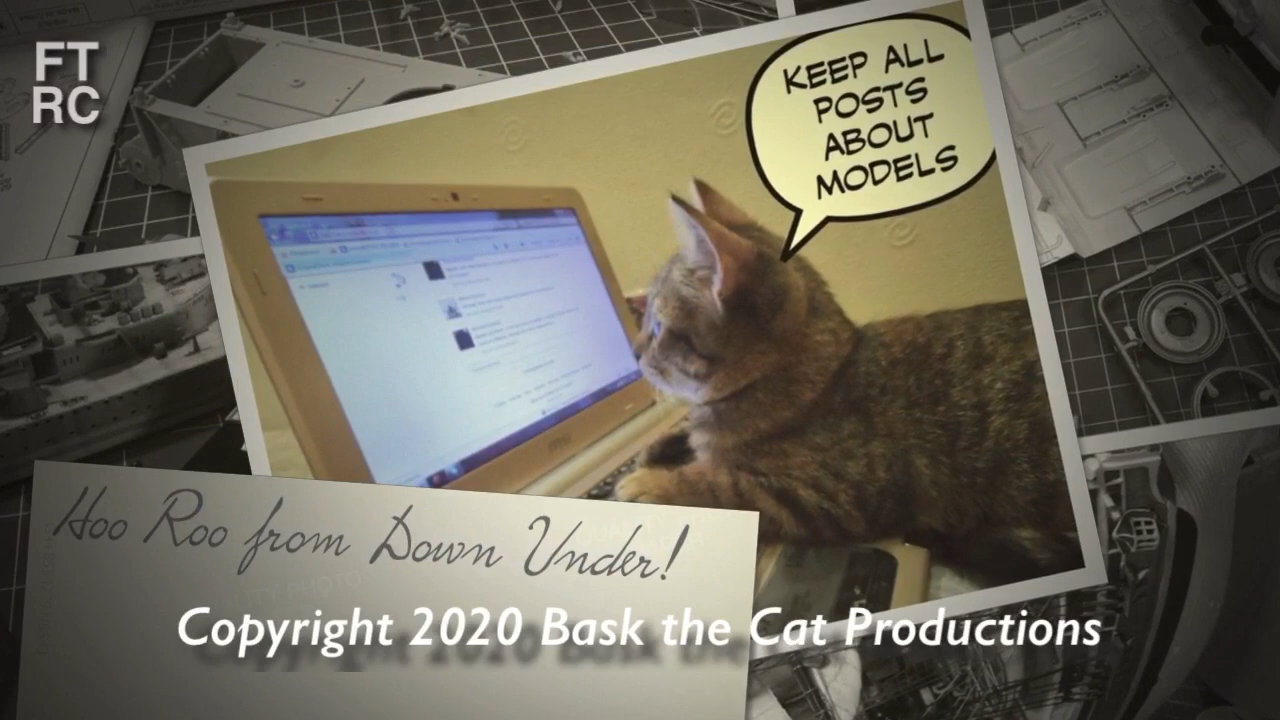 FT
RC
KEEP ALL
POSTS
ABOUT
MODELS
Hoo Roo from Down Under!
Copyright 2020 Bask the Cat Productions